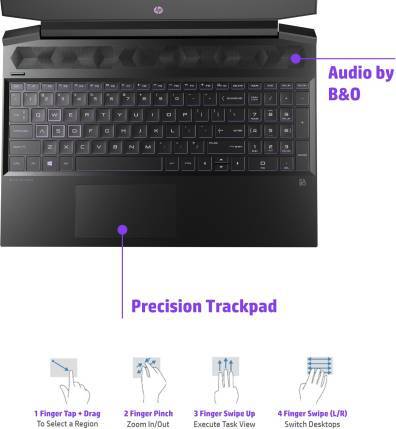 hp
Audio by
B&O
Precision Trackpad
1 Finger Tap + Drag
To Select a Region
2 Finger Pinch
Zoom In/Out
3 Finger Swipe Up
Execute Task View
4 Finger Swipe (L/R)
Switch Desktops